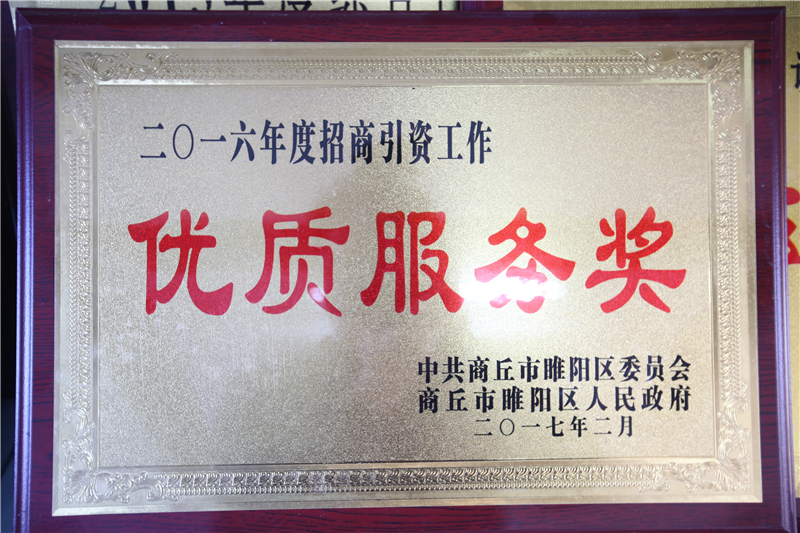 二〇一六年度招商引资工作
优质服务奖
中共商丘市睢阳区委员会
商丘市睢阳区人民政府
二〇一七年二月